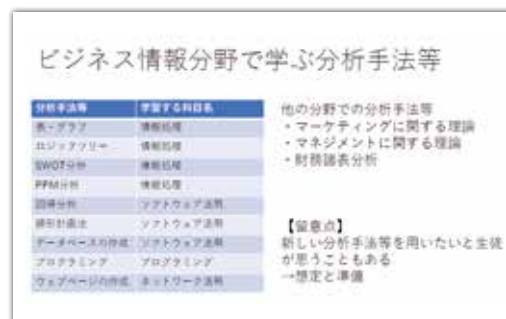 ビジネス情報分野で学ぶ分析手法等
分析手法等 学習する科目名
表・グラフ 情報処理
ロジックツリー 情報処理
SWOT分析 情報処理
PPM分析 情報処理
回帰分析 ソフトウェア活用
線形計画法 ソフトウェア活用
データベースの作成 ソフトウェア活用
プログラミング プログラミング
ウェブページの作成 ネットワーク活用
他の分野での分析手法等
・マーケティングに関する理論
・マネジメントに関する理論
・財務諸表分析
【留意点】
新しい分析手法等を用いたいと生徒
が思うこともある
→想定と準備